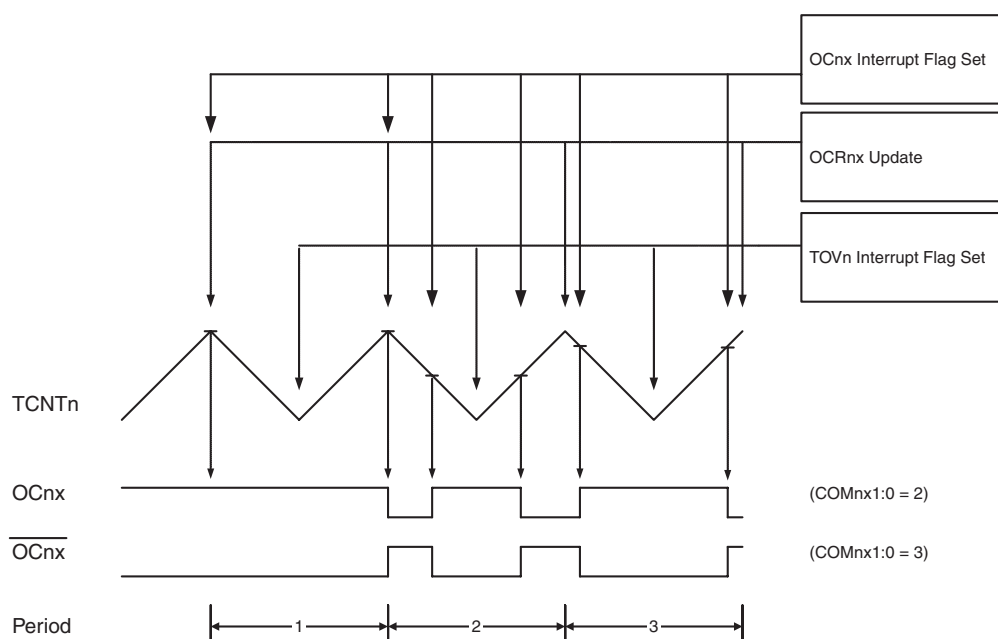 OCnx Interrupt Flag Set
OCRnx Update
TOVn Interrupt Flag Set
TCNTn
OCnx (COMnx1:0 = 2)
OCnx (COMnx1:0 = 3)
Period 1 2 3